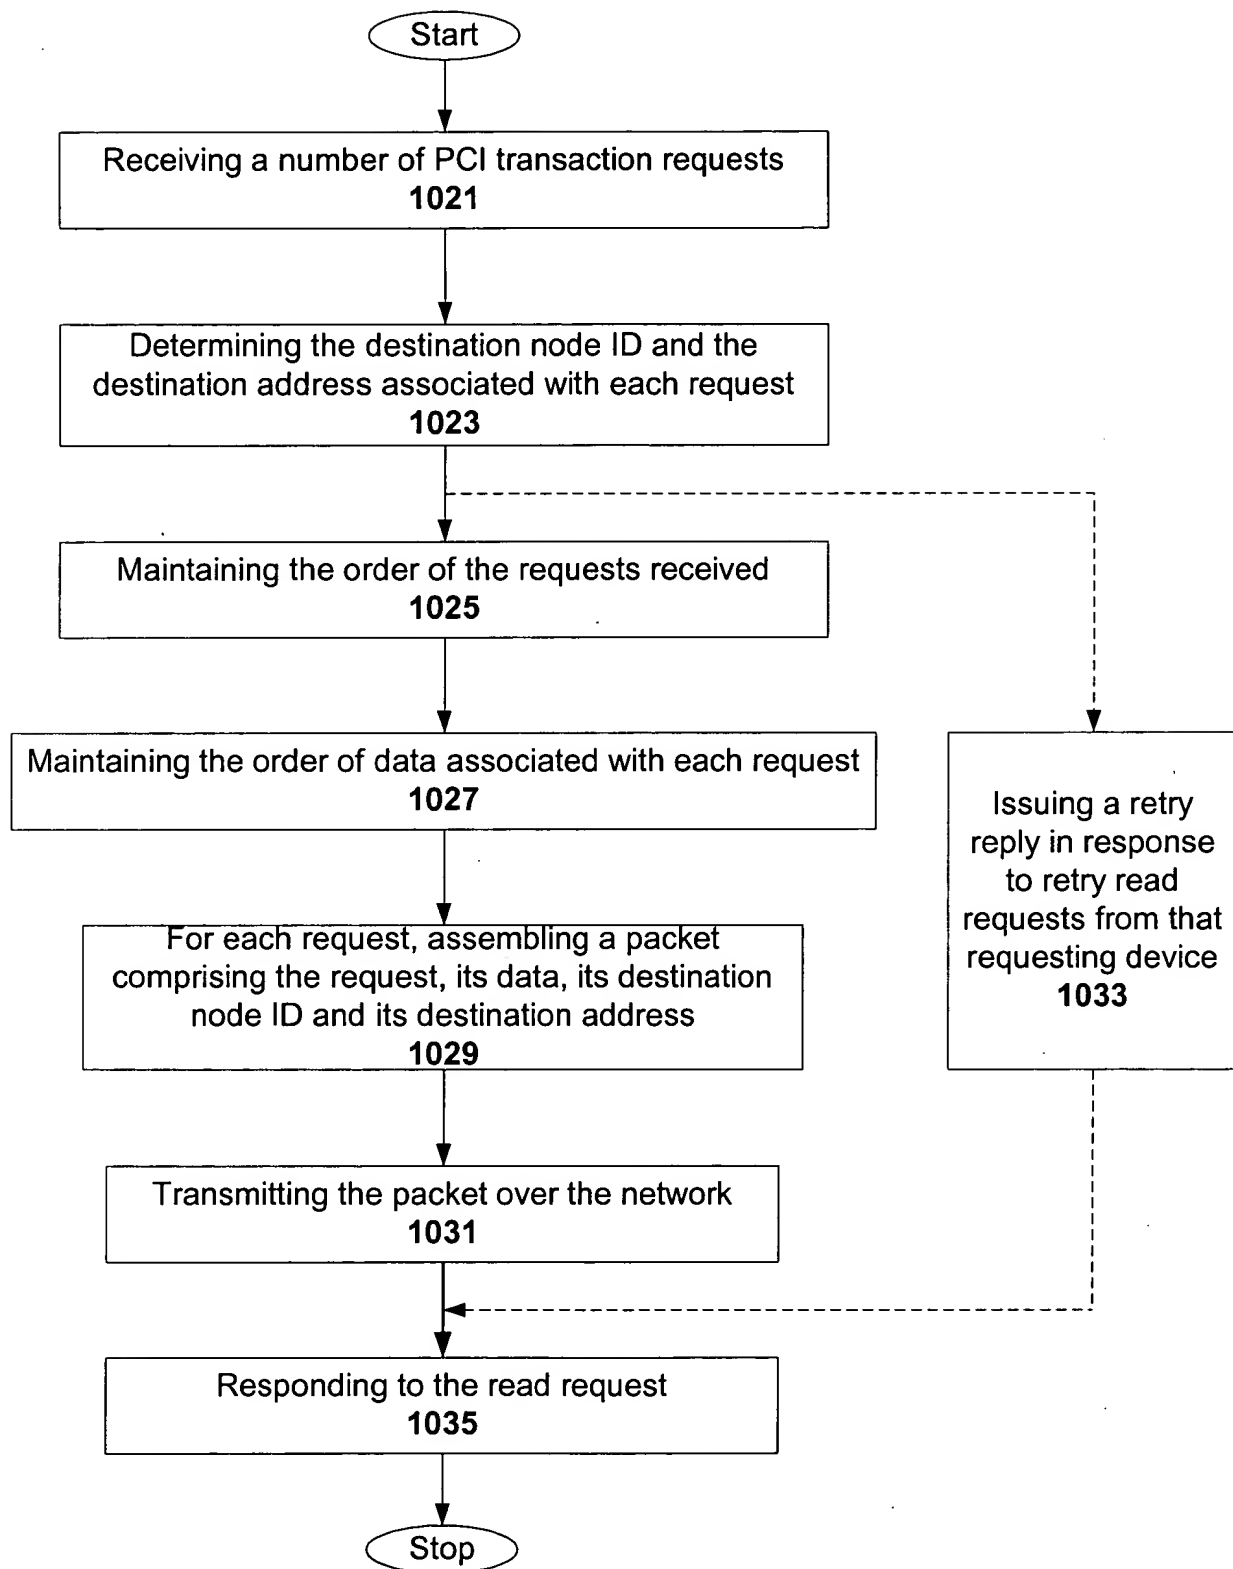 Start
Receiving a number of PCI transaction requests
1021
Determining the destination node ID and the
destination address associated with each request
1023
Maintaining the order of the requests received
1025
Maintaining the order of data associated with each request
1027
Issuing a retry
reply in response
to retry read
requests from that
requesting device
1033
For each request, assembling a packet
comprising the request, its data, its destination
node ID and its destination address
1029
Transmitting the packet over the network
1031
Responding to the read request
1035
Stop